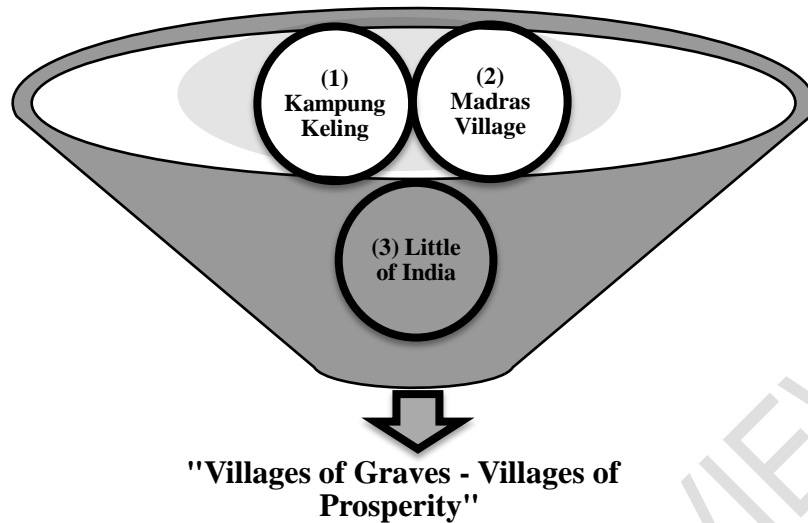 (1)
Kampung
Keling
(2)
Madras
Village
(3) Little
of India
"Villages of Graves - Villages of
Prosperity"